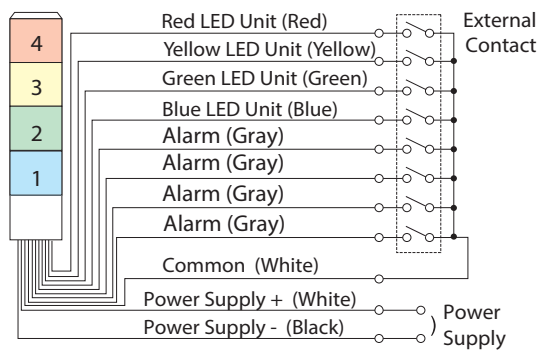 4
3
2
1
Red LED Unit (Red)
Yellow LED Unit (Yellow)
Green LED Unit (Green)
Blue LED Unit (Blue)
Alarm (Gray)
Alarm (Gray)
Alarm (Gray)
Alarm (Gray)
Common (White)
Power Supply + (White)
Power Supply - (Black)
External
Contact
Power
Supply